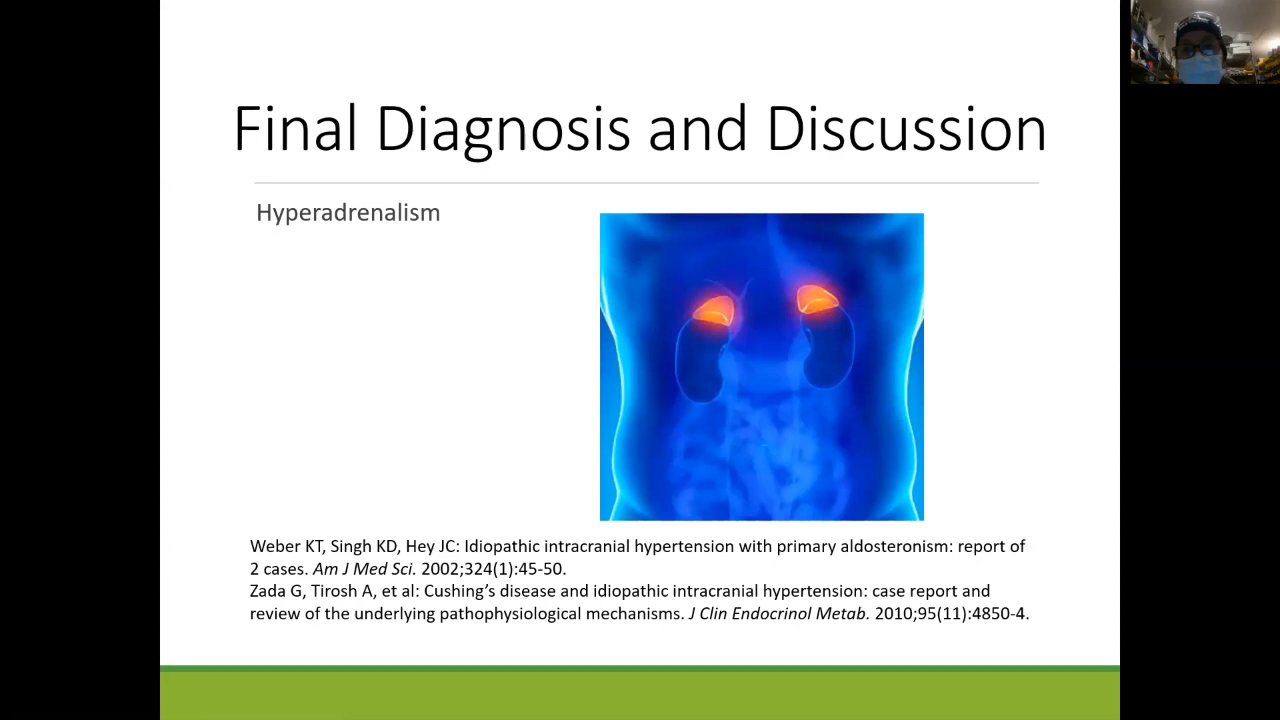 Final Diagnosis and Discussion
Hyperadrenalism
Weber KT, Singh KD, Hey JC: Idiopathic intracranial hypertension with primary aldosteronism: report of
2 cases. Am J Med Sci. 2002;324(1):45-50.
Zada G, Tirosh A, et al: Cushing’s disease and idiopathic intracranial hypertension: case report and
review of the underlying pathophysiological mechanisms. J Clin Endocrinol Metab. 2010;95(11):4850-4.